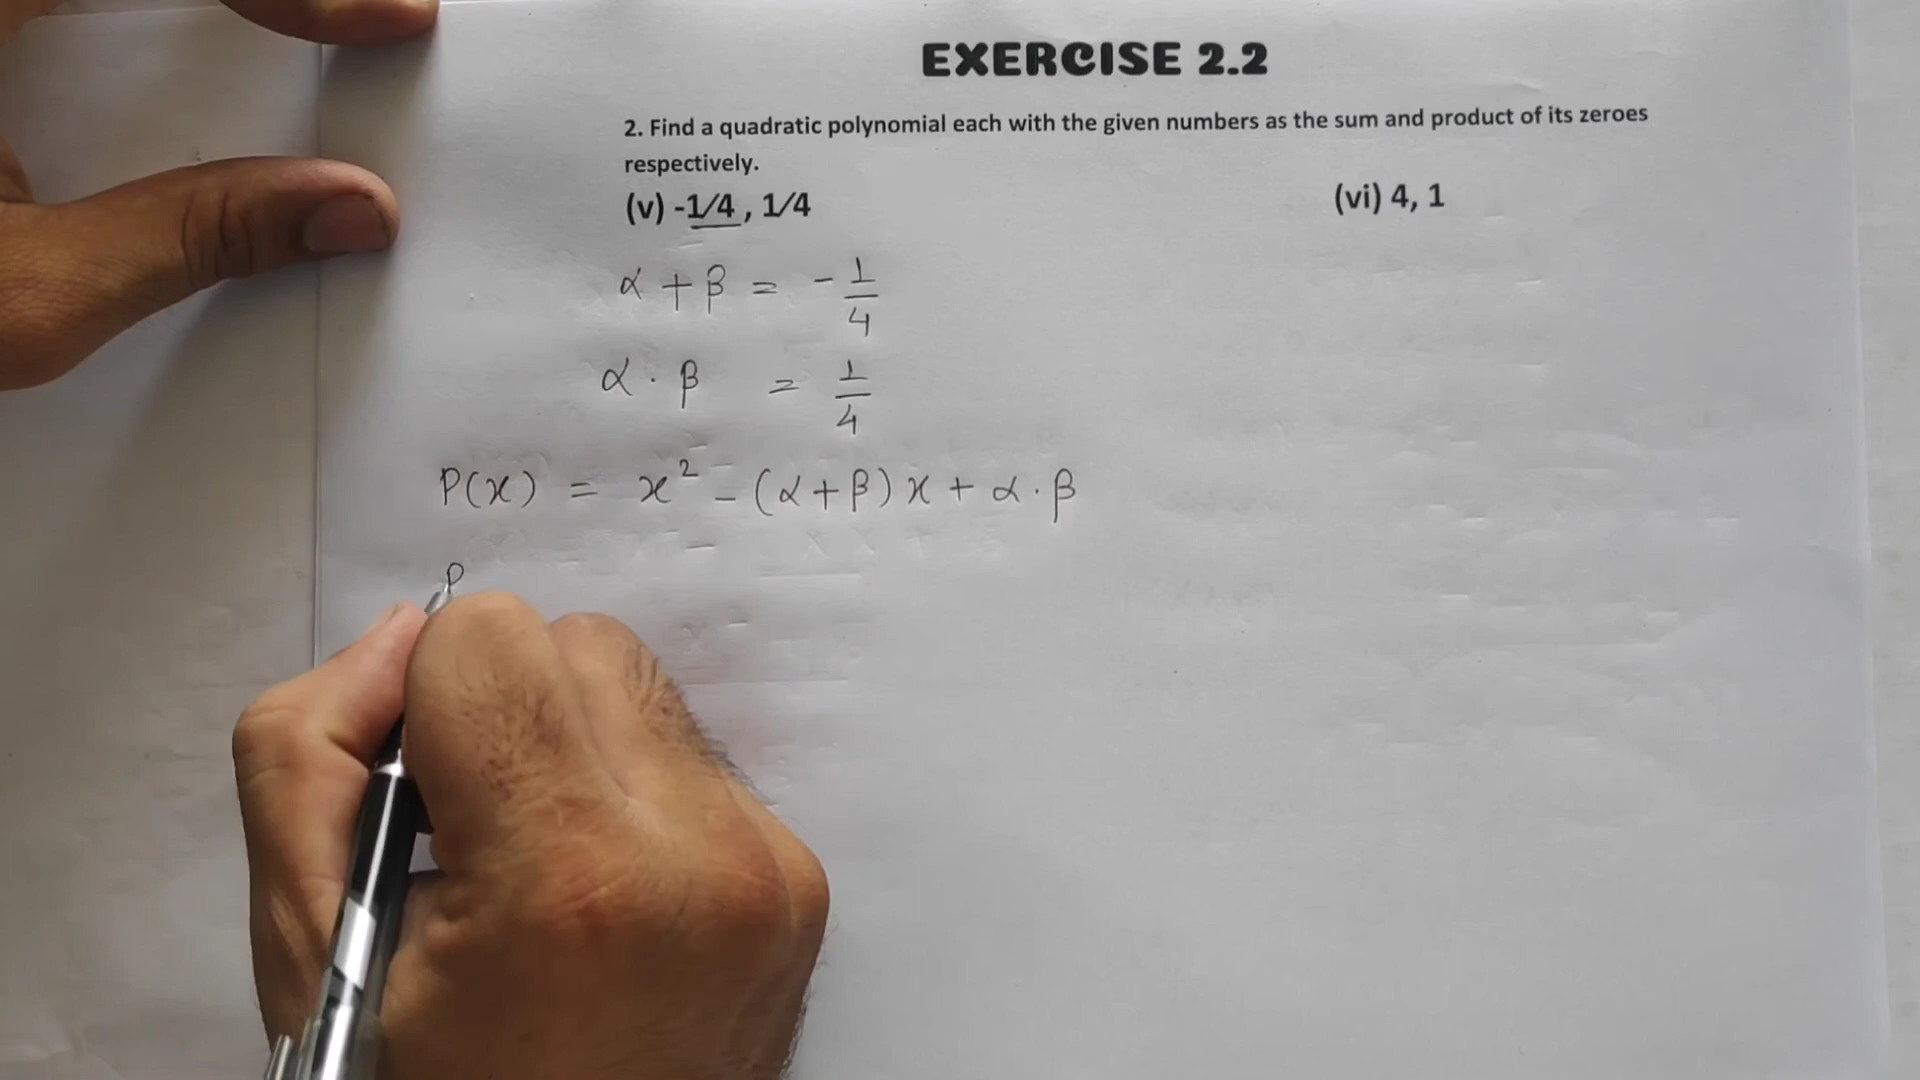 EXERCISE 2.2
2. Find a quadratic polynomial each with the given numbers as the sum and product of its zeroes
respectively.
(v) -1/4 , 1/4
(vi) 4, 1
α + β = - 1/4
α . β = 1/4
P(x) = x² - (α + β) x + α . β
P